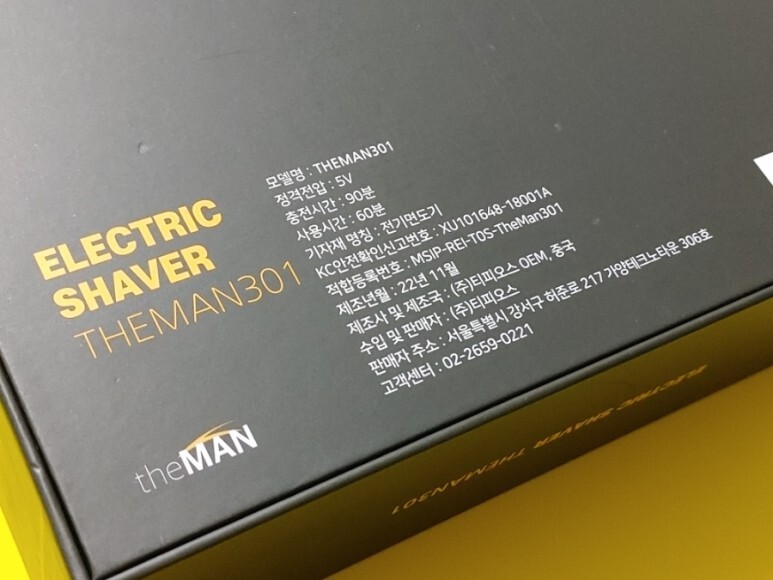 ELECTRIC
SHAVER
THEMAN301
모델명 : THEMAN301
정격전압 : 5V
충전시간 : 90분
사용시간 : 60분
기자재 명칭 : 전기면도기
KC안전확인신고번호 : XU101648-18001A
적합등록번호 : MSIP-REI-T0S-TheMan301
제조년월 : 22년 11월
제조사 및 제조국 : (주)티피오스 OEM, 중국
수입 및 판매자 : (주)티피오스
판매자 주소 : 서울특별시 강서구 허준로 217 가양테크노타운 306호
고객센터 : 02-2659-0221
theMAN
ELECTRIC SHAVER THEMAN301